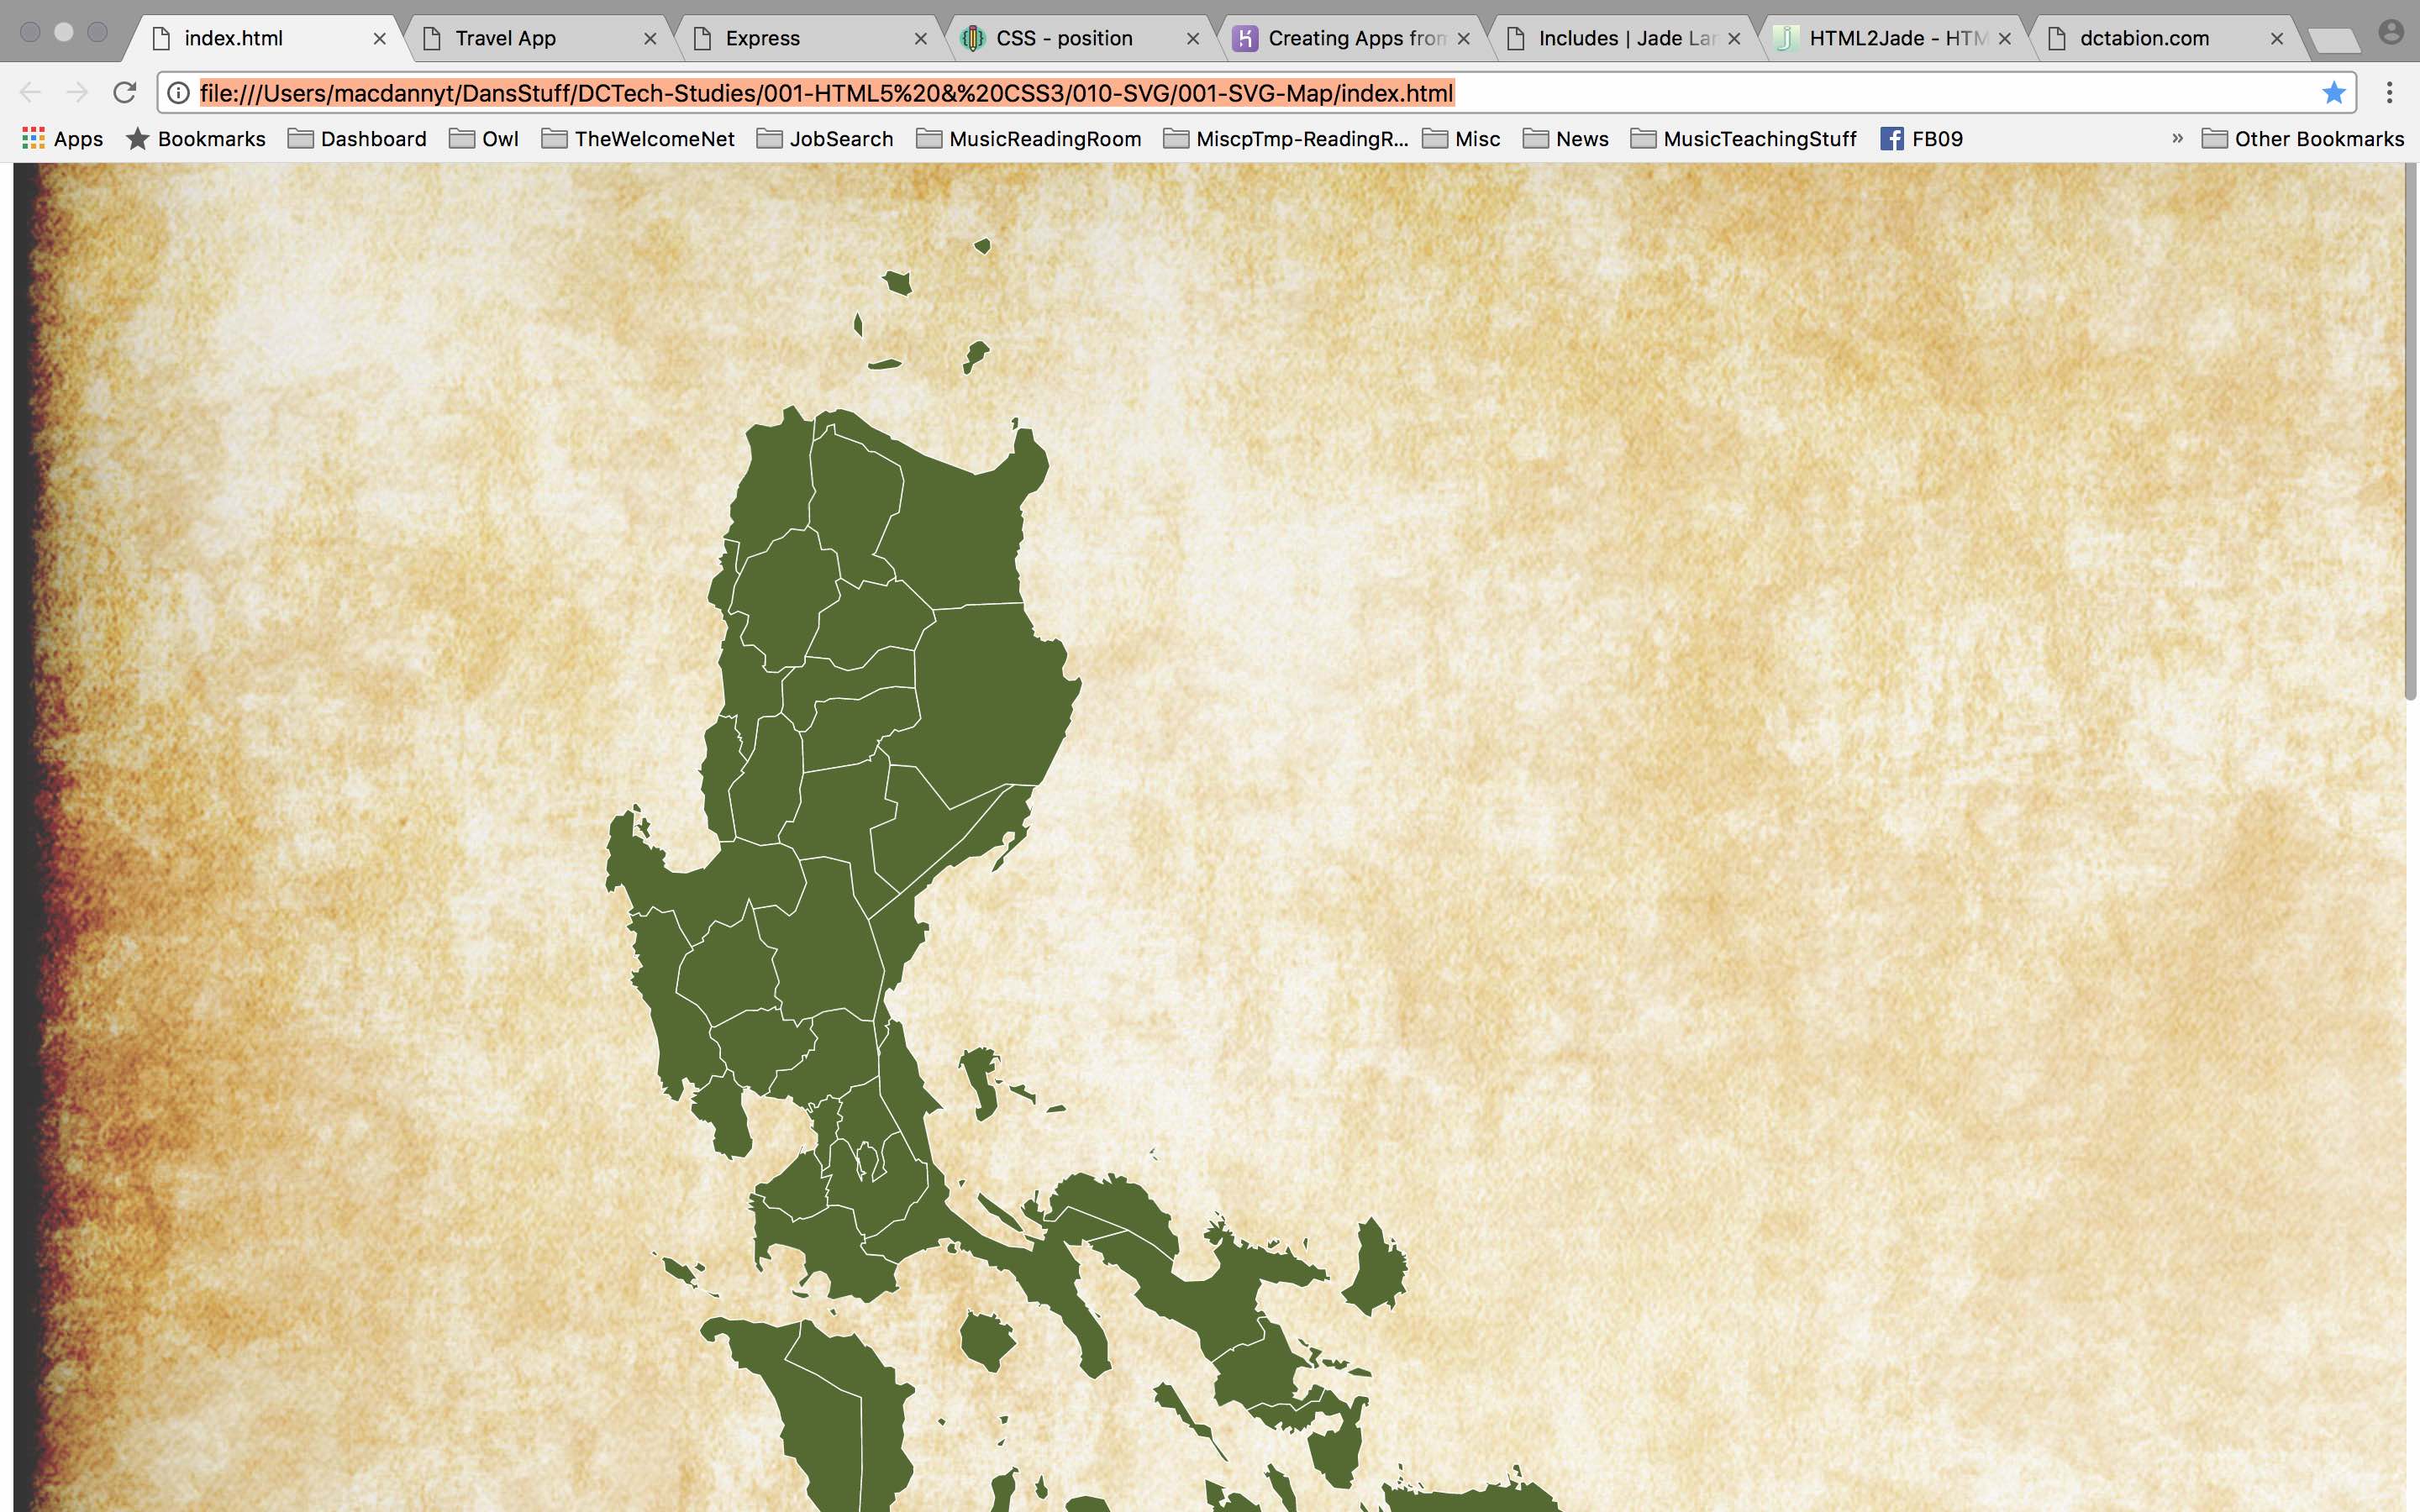 index.html
Travel App
Express
CSS - position
Creating Apps from
Includes | Jade Lar
HTML2Jade - HTM
dctabion.com
file:///Users/macdannyt/DansStuff/DCTech-Studies/001-HTML5%20&%20CSS3/010-SVG/001-SVG-Map/index.html
Apps
Bookmarks
Dashboard
Owl
TheWelcomeNet
JobSearch
MusicReadingRoom
MiscpTmp-ReadingR...
Misc
News
MusicTeachingStuff
FB09
» Other Bookmarks